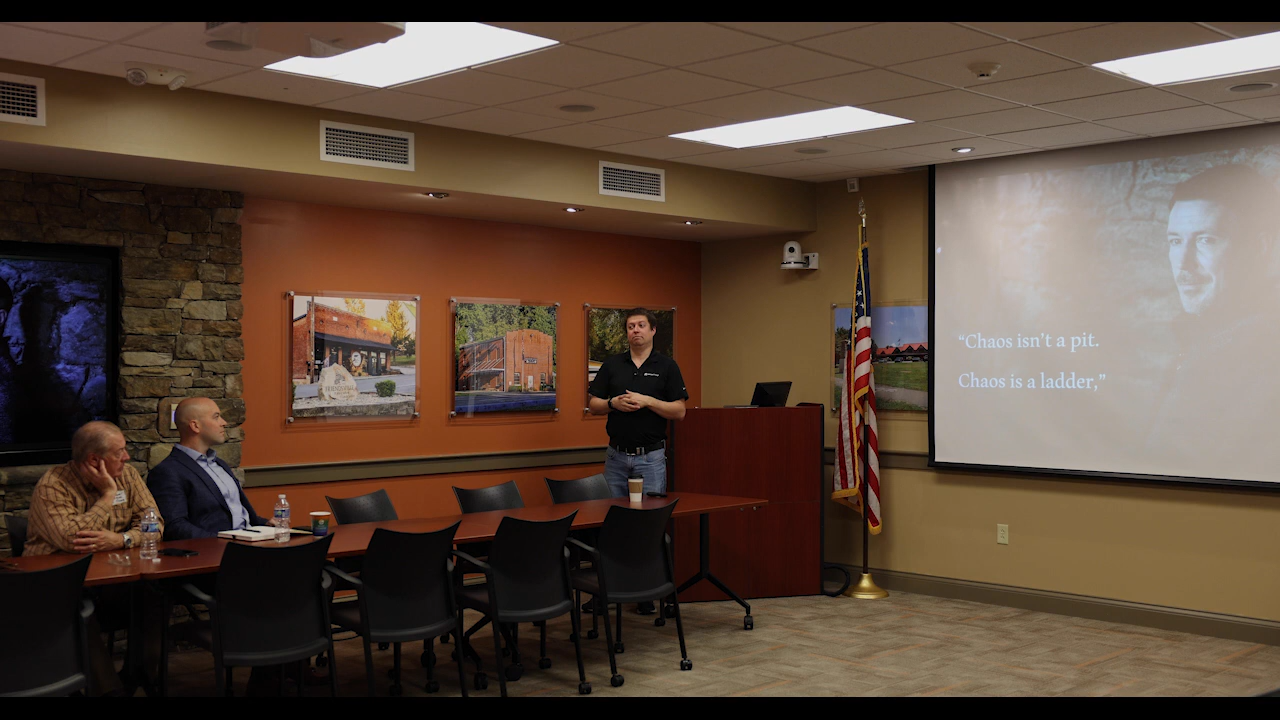 “Chaos isn't a pit.
Chaos is a ladder,”